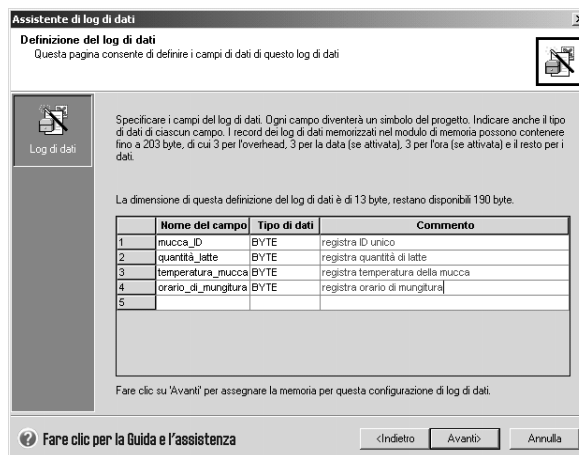 Assistente di log di dati
Definizione del log di dati
Questa pagina consente di definire i campi di dati di questo log di dati
Log di dati
Specificare i campi del log di dati. Ogni campo diventerà un simbolo del progetto. Indicare anche il tipo
di dati di ciascun campo. I record dei log di dati memorizzati nel modulo di memoria possono contenere
fino a 203 byte, di cui 3 per l'overhead, 3 per la data (se attivata), 3 per l'ora (se attivata) e il resto per i
dati.
La dimensione di questa definizione del log di dati è di 13 byte, restano disponibili 190 byte.
Nome del campo Tipo di dati Commento
1 mucca_ID BYTE registra ID unico
2 quantità_latte BYTE registra quantità di latte
3 temperatura_mucca BYTE registra temperatura della mucca
4 orario_di_mungitura BYTE registra orario di mungitura
5
Fare clic su 'Avanti' per assegnare la memoria per questa configurazione di log di dati.
Fare clic per la Guida e l'assistenza
<Indietro Avanti> Annulla